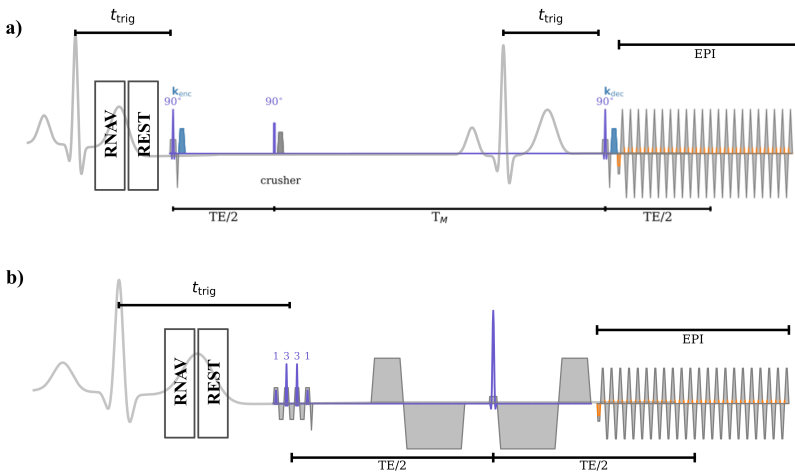 a)
t_trig
t_trig
EPI
k_enc
90°
90°
k_dec
90°
RNAV
REST
crusher
TE/2
T_M
TE/2
b)
t_trig
EPI
RNAV
REST
1 3 3 1
TE/2
TE/2